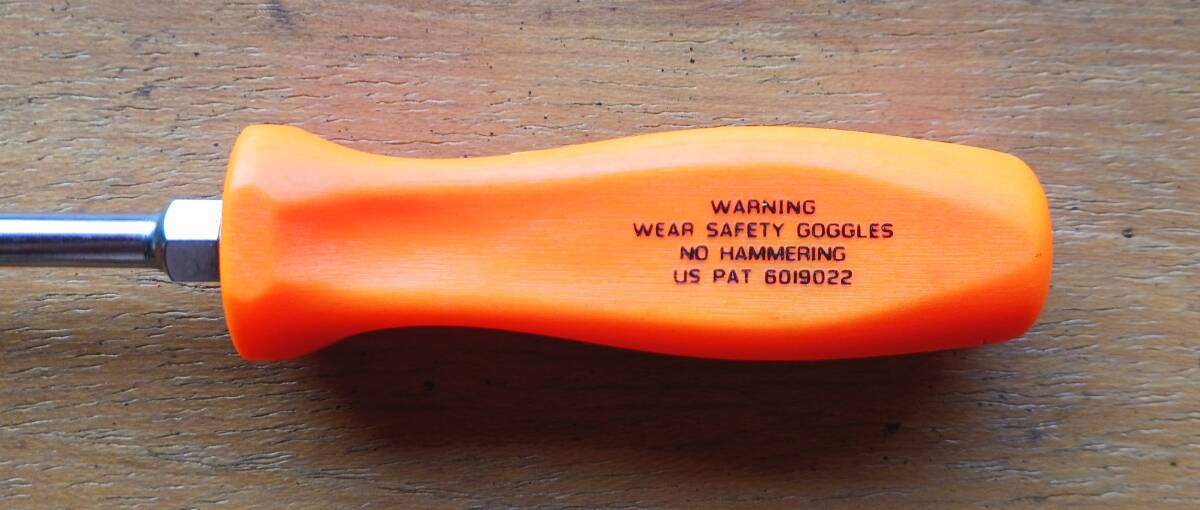 WARNING
WEAR SAFETY GOGGLES
NO HAMMERING
US PAT 6019022